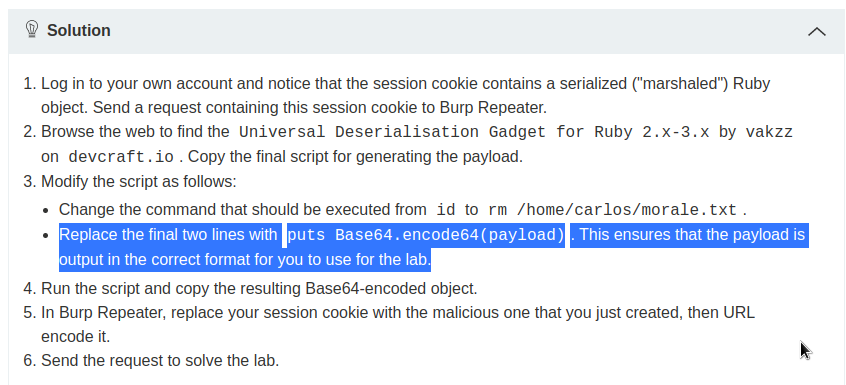 Solution
1. Log in to your own account and notice that the session cookie contains a serialized ("marshaled") Ruby
object. Send a request containing this session cookie to Burp Repeater.
2. Browse the web to find the Universal Deserialisation Gadget for Ruby 2.x-3.x by vakzz
on devcraft.io . Copy the final script for generating the payload.
3. Modify the script as follows:
• Change the command that should be executed from id to rm /home/carlos/morale.txt .
• Replace the final two lines with puts Base64.encode64(payload) . This ensures that the payload is
output in the correct format for you to use for the lab.
4. Run the script and copy the resulting Base64-encoded object.
5. In Burp Repeater, replace your session cookie with the malicious one that you just created, then URL
encode it.
6. Send the request to solve the lab.